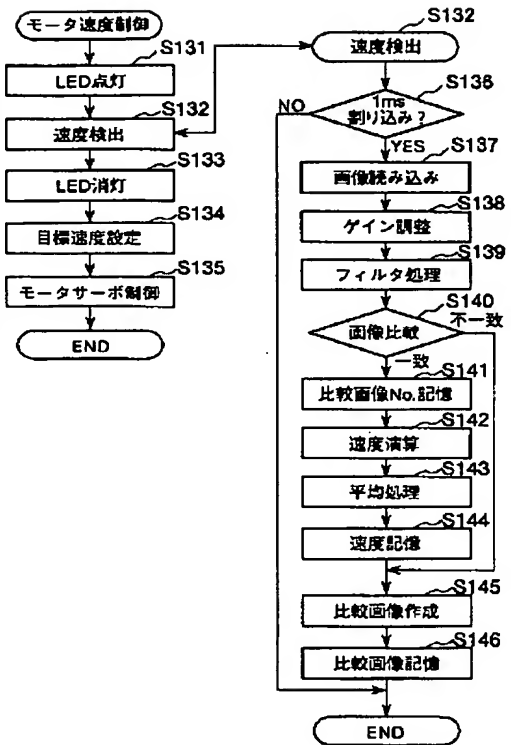 モータ速度制御
S131
LED点灯
S132
速度検出
S133
LED消灯
S134
目標速度設定
S135
モータサーボ制御
END
S132
速度検出
S136
1ms
割り込み？
NO
YES
S137
画像読み込み
S138
ゲイン調整
S139
フィルタ処理
S140
画像比較
不一致
一致
S141
比較画像No.記憶
S142
速度演算
S143
平均処理
S144
速度記憶
S145
比較画像作成
S146
比較画像記憶
END